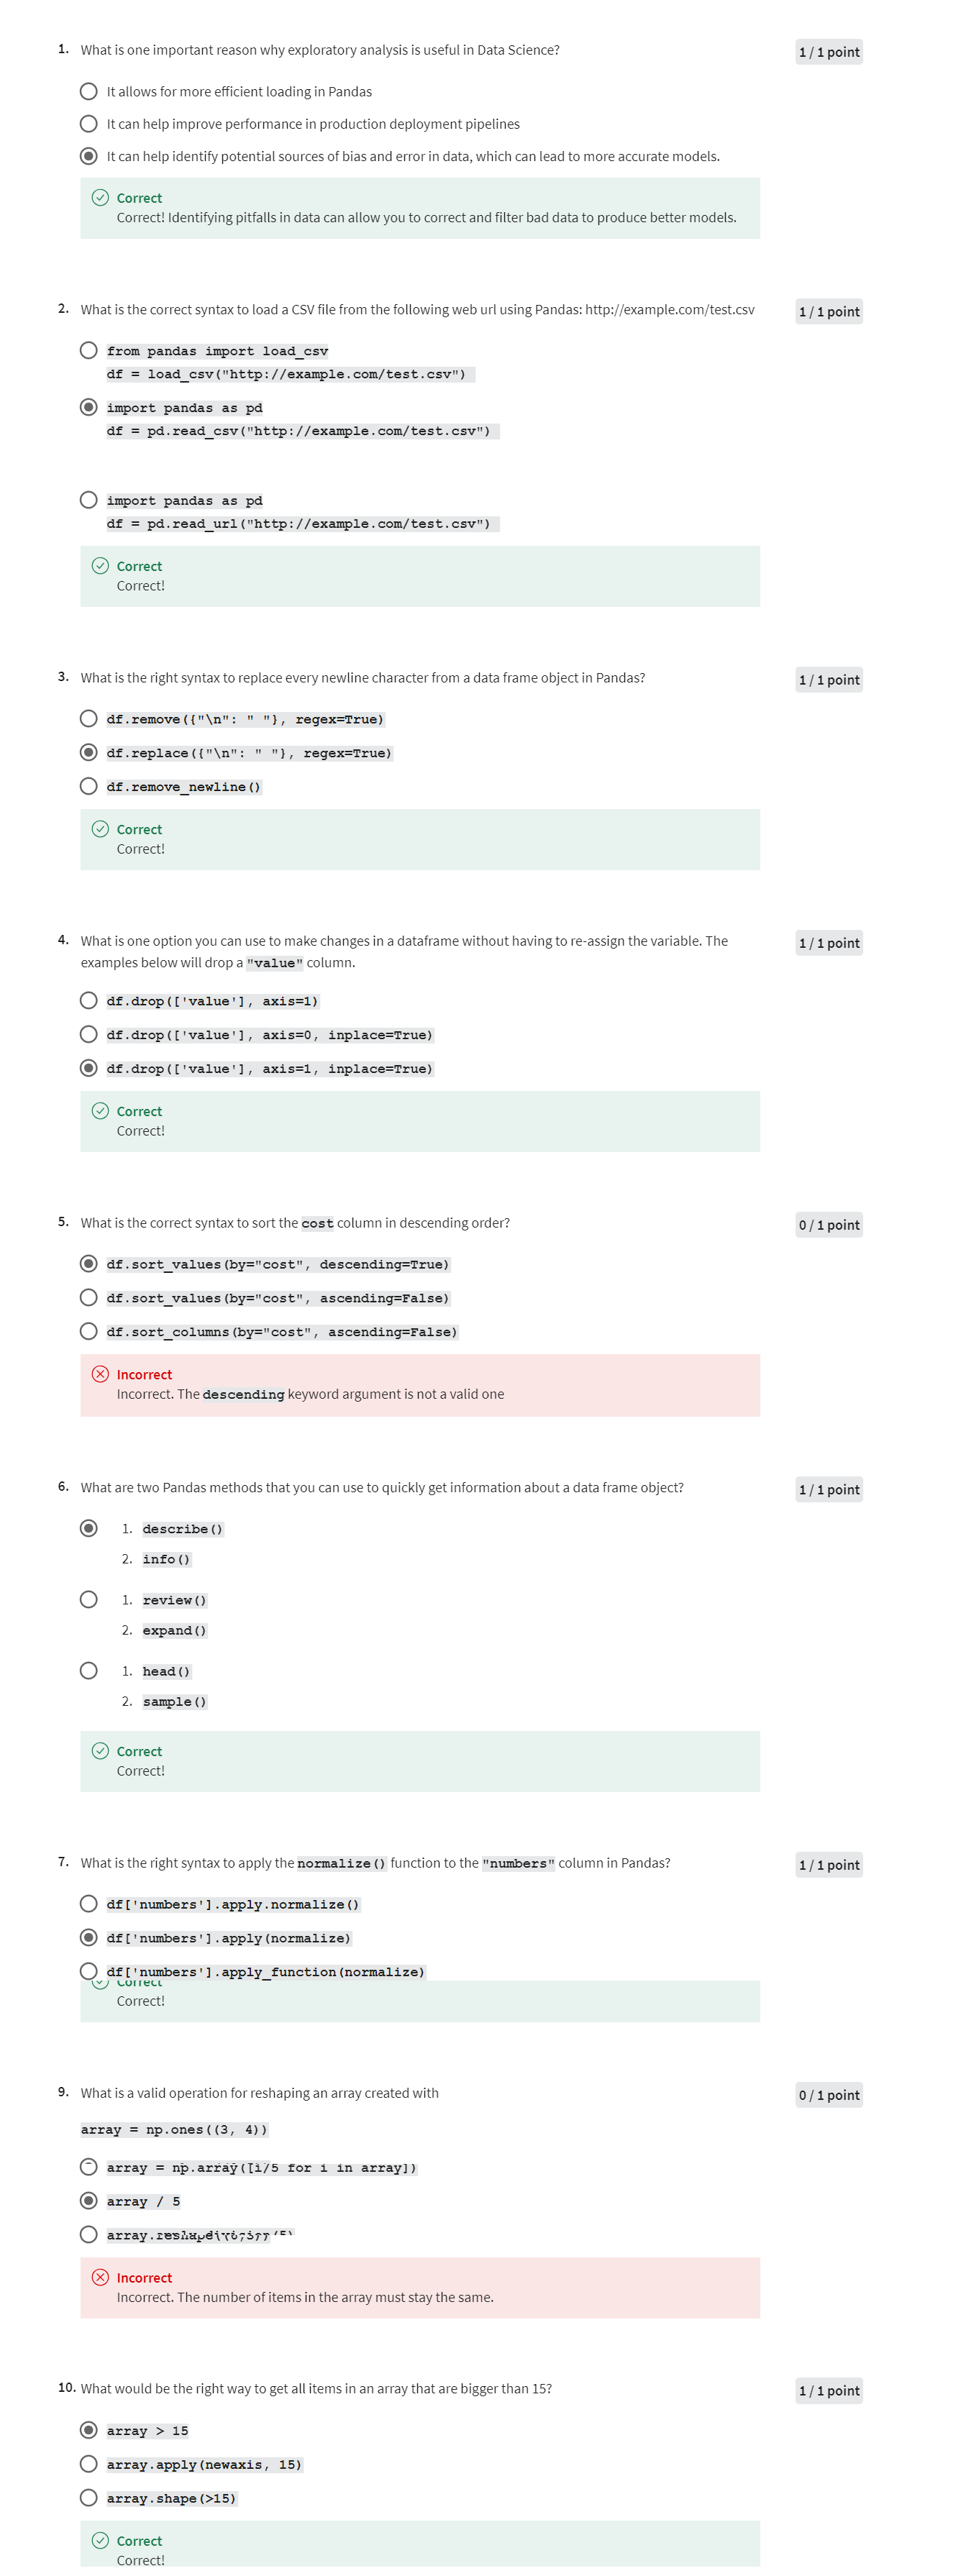 1. What is one important reason why exploratory analysis is useful in Data Science?
1 / 1 point
It allows for more efficient loading in Pandas
It can help improve performance in production deployment pipelines
It can help identify potential sources of bias and error in data, which can lead to more accurate models.
Correct
Correct! Identifying pitfalls in data can allow you to correct and filter bad data to produce better models.
2. What is the correct syntax to load a CSV file from the following web url using Pandas: http://example.com/test.csv
1 / 1 point
from pandas import load_csv
df = load_csv("http://example.com/test.csv")
import pandas as pd
df = pd.read_csv("http://example.com/test.csv")
import pandas as pd
df = pd.read_url("http://example.com/test.csv")
Correct
Correct!
3. What is the right syntax to replace every newline character from a data frame object in Pandas?
1 / 1 point
df.remove({"\n": " "}, regex=True)
df.replace({"\n": " "}, regex=True)
df.remove_newline()
Correct
Correct!
4. What is one option you can use to make changes in a dataframe without having to re-assign the variable. The
examples below will drop a "value" column.
1 / 1 point
df.drop(['value'], axis=1)
df.drop(['value'], axis=0, inplace=True)
df.drop(['value'], axis=1, inplace=True)
Correct
Correct!
5. What is the correct syntax to sort the cost column in descending order?
0 / 1 point
df.sort_values(by="cost", descending=True)
df.sort_values(by="cost", ascending=False)
df.sort_columns(by="cost", ascending=False)
Incorrect
Incorrect. The descending keyword argument is not a valid one
6. What are two Pandas methods that you can use to quickly get information about a data frame object?
1 / 1 point
1. describe()
2. info()
1. review()
2. expand()
1. head()
2. sample()
Correct
Correct!
7. What is the right syntax to apply the normalize() function to the "numbers" column in Pandas?
1 / 1 point
df['numbers'].apply.normalize()
df['numbers'].apply(normalize)
df['numbers'].apply_function(normalize)
Correct
Correct!
9. What is a valid operation for reshaping an array created with
0 / 1 point
array = np.ones((3, 4))
array = np.array([i/5 for i in array])
array / 5
Incorrect
Incorrect. The number of items in the array must stay the same.
10. What would be the right way to get all items in an array that are bigger than 15?
1 / 1 point
array > 15
array.apply(newaxis, 15)
array.shape(>15)
Correct
Correct!